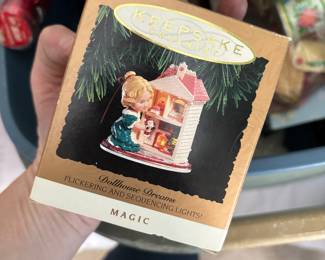 KEEPSAKE
Dollhouse Dreams
FLICKERING AND SEQUENCING LIGHTS!
MAGIC